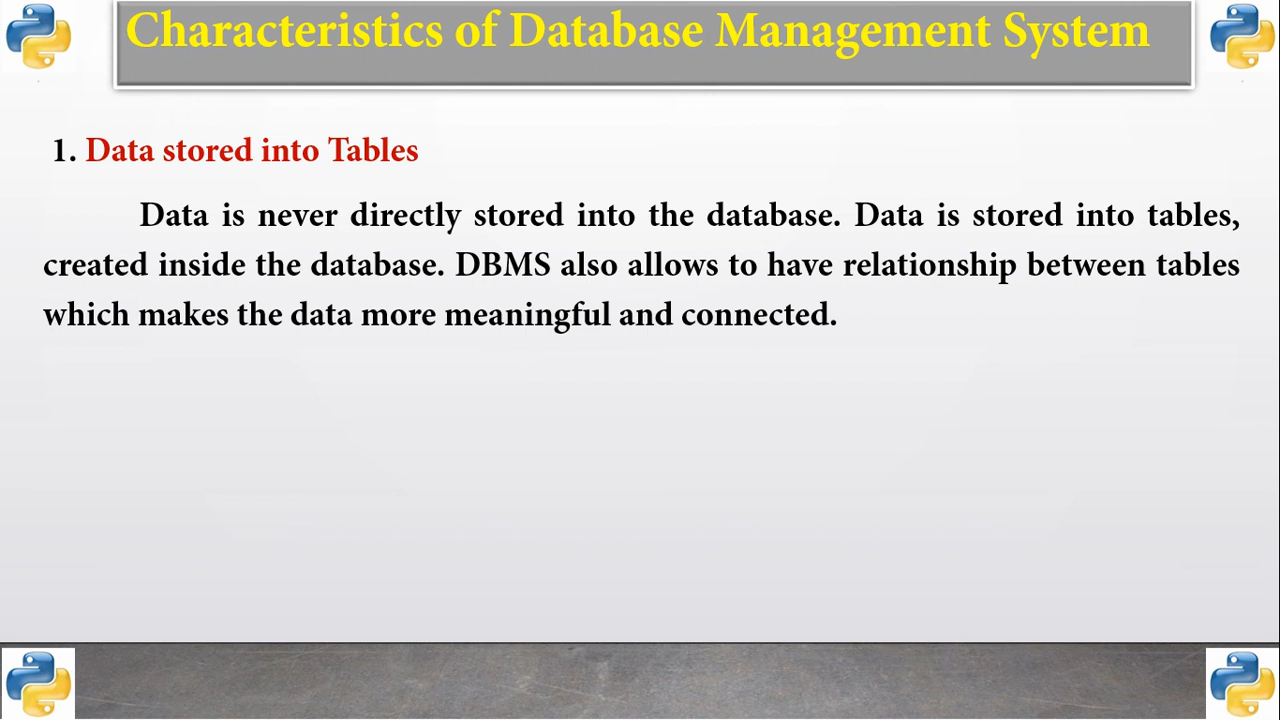 Characteristics of Database Management System
1. Data stored into Tables
Data is never directly stored into the database. Data is stored into tables,
created inside the database. DBMS also allows to have relationship between tables
which makes the data more meaningful and connected.